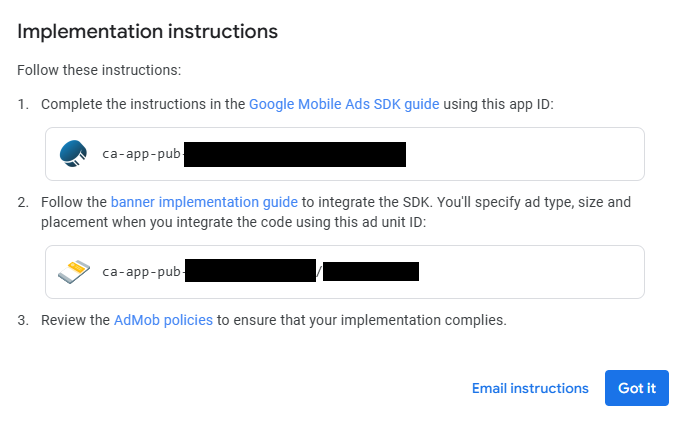 Implementation instructions
Follow these instructions:
1. Complete the instructions in the Google Mobile Ads SDK guide using this app ID:
ca-app-pub-
2. Follow the banner implementation guide to integrate the SDK. You'll specify ad type, size and
placement when you integrate the code using this ad unit ID:
ca-app-pub- /
3. Review the AdMob policies to ensure that your implementation complies.
Email instructions Got it